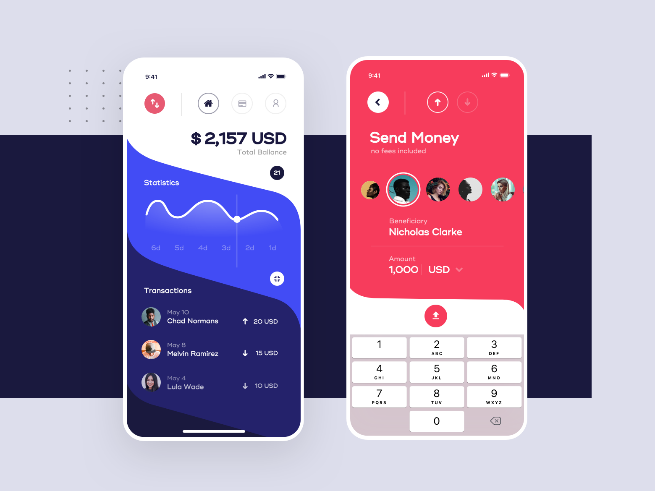 9:41
$ 2,157 USD
Total Ballance
21
Statistics
6d 5d 4d 3d 2d 1d
Transactions
May 10
Chad Normans
20 USD
May 8
Melvin Ramirez
15 USD
May 4
Lula Wade
10 USD
9:41
Send Money
no fees included
Beneficiary
Nicholas Clarke
Amount
1,000 USD
1 2 3
ABC DEF
4 5 6
GHI JKL MNO
7 8 9
PQRS TUV WXYZ
0